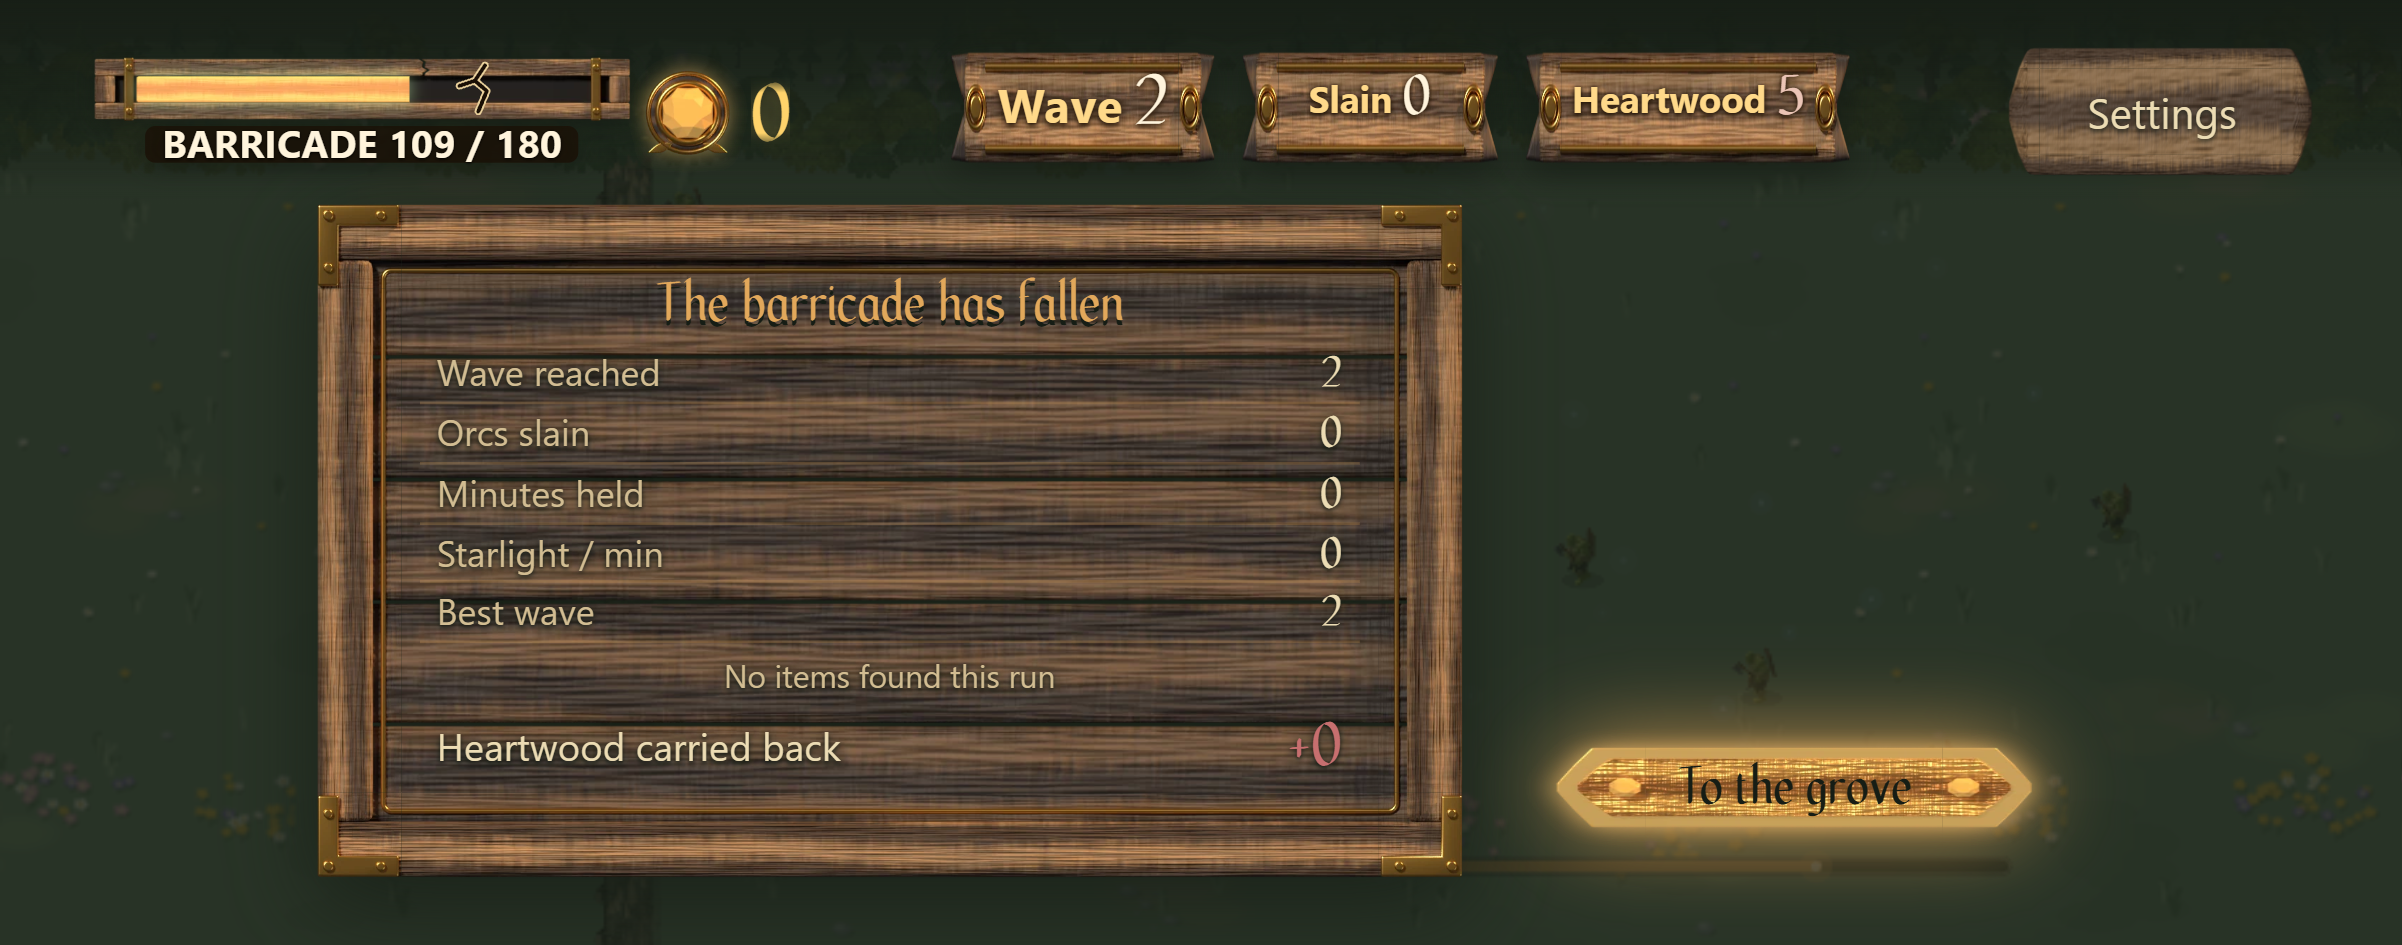 BARRICADE 109 / 180
0
Wave 2
Slain 0
Heartwood 5
Settings
The barricade has fallen
Wave reached 2
Orcs slain 0
Minutes held 0
Starlight / min 0
Best wave 2
No items found this run
Heartwood carried back +0
To the grove